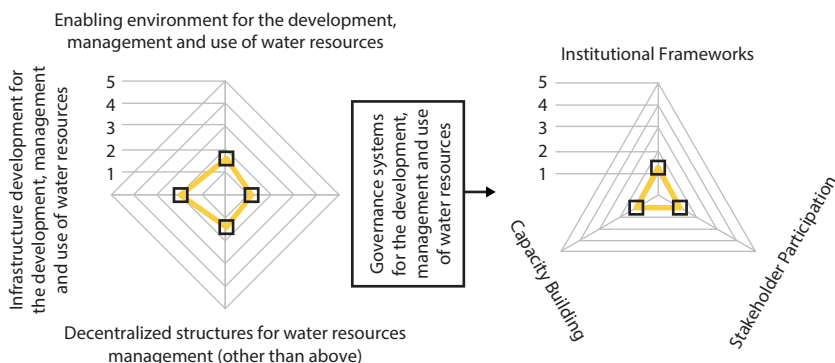 Enabling environment for the development,
management and use of water resources
Infrastructure development for
the development, management
and use of water resources
5
4
3
2
1
Decentralized structures for water resources
management (other than above)
Governance systems
for the development,
management and use
of water resources
Institutional Frameworks
5
4
3
2
1
Capacity Building
Stakeholder Participation